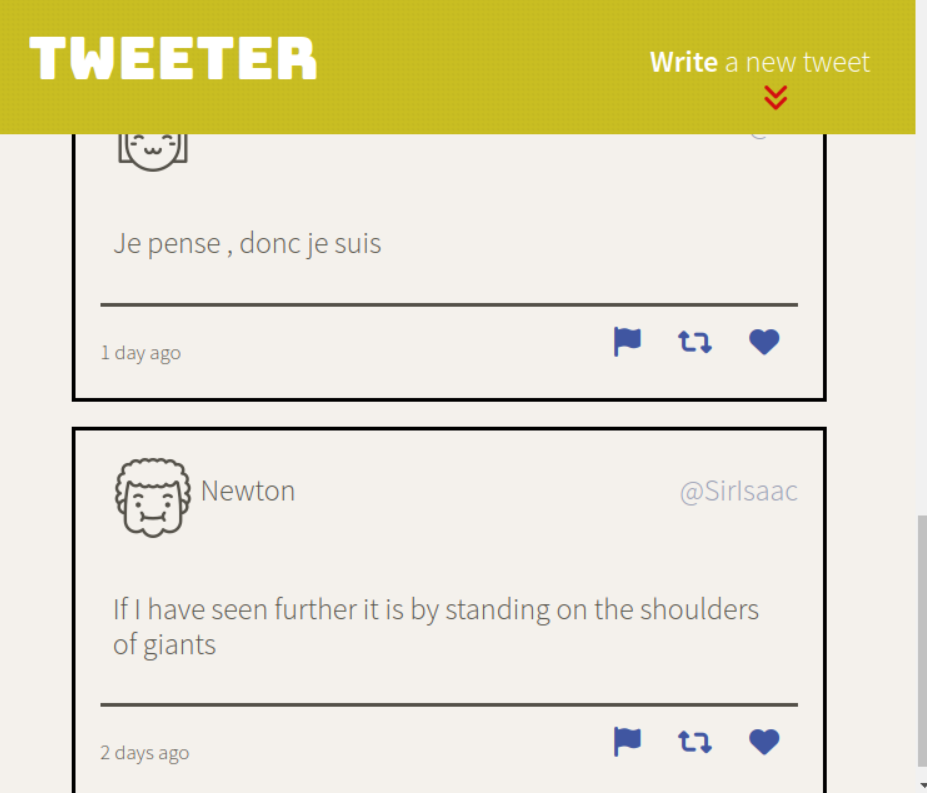 TWEETER
Write a new tweet
Je pense , donc je suis
1 day ago
Newton
@SirIsaac
If I have seen further it is by standing on the shoulders
of giants
2 days ago